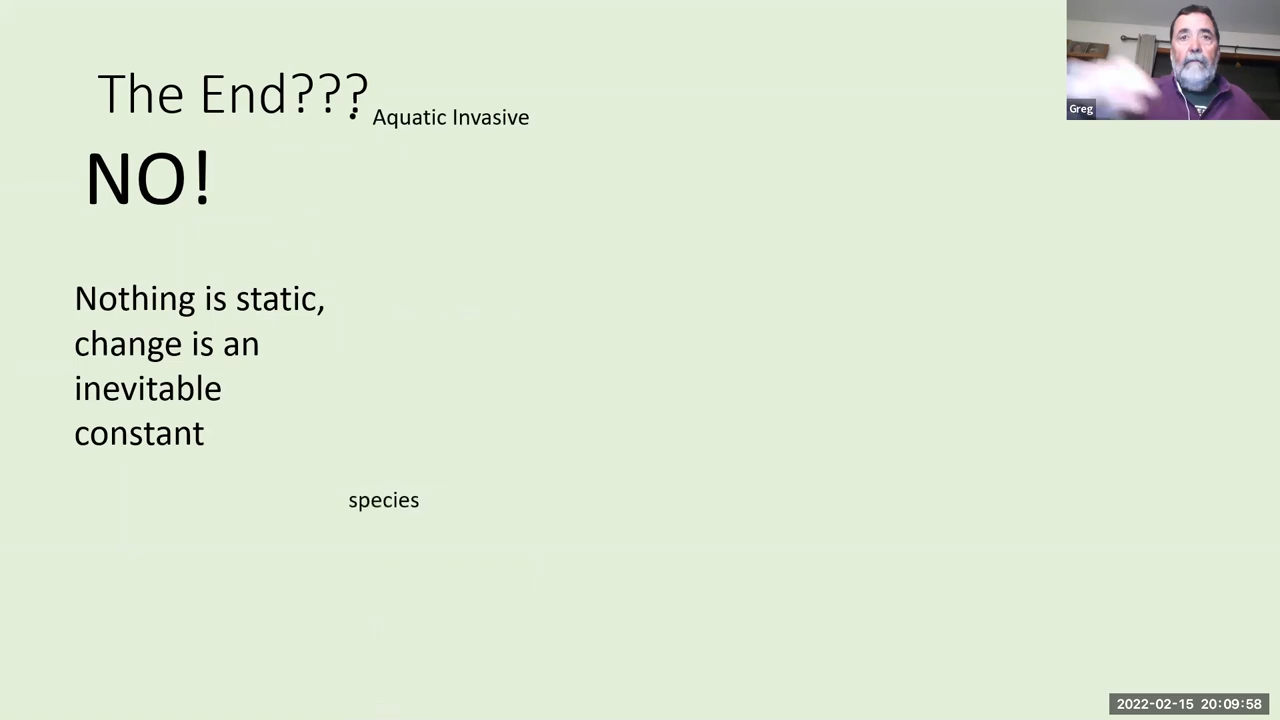 The End???
• Aquatic Invasive
NO!
Nothing is static,
change is an
inevitable
constant
species
Greg
2022-02-15 20:09:58